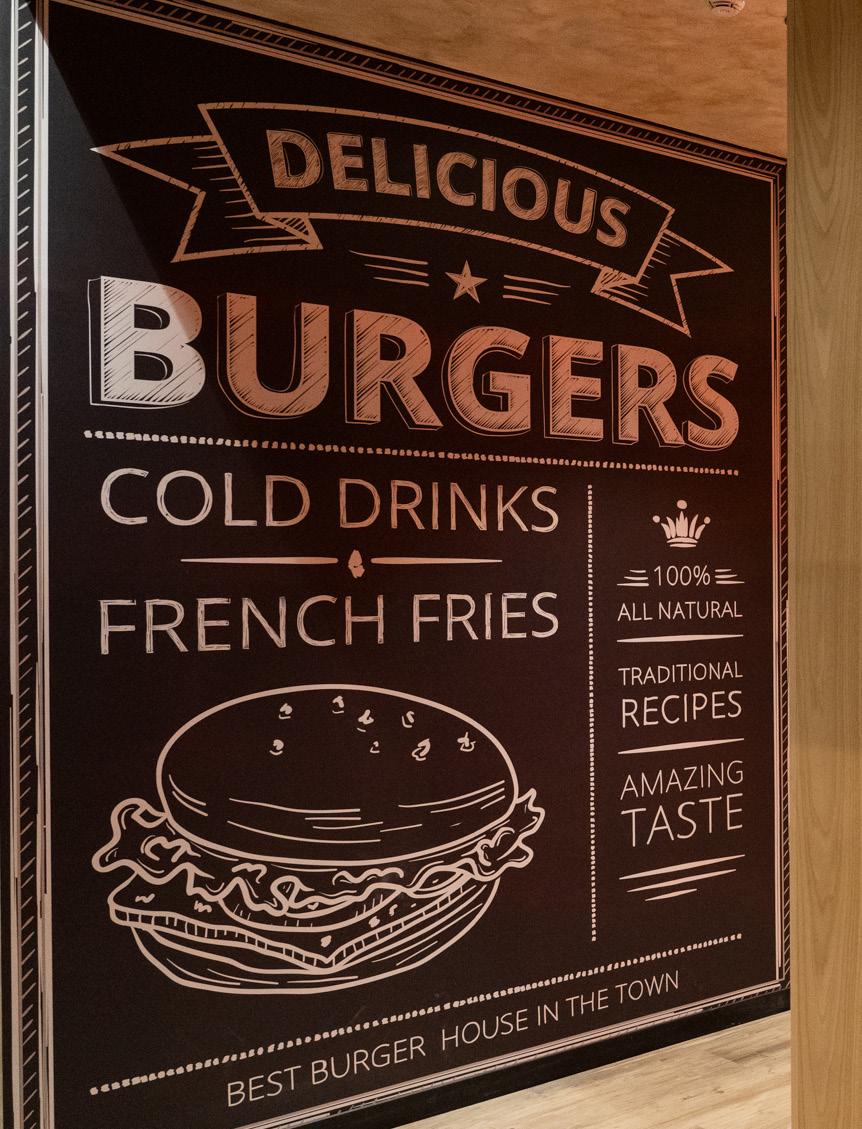 DELICIOUS
BURGERS
COLD DRINKS
FRENCH FRIES
100%
ALL NATURAL
TRADITIONAL
RECIPES
AMAZING
TASTE
BEST BURGER HOUSE IN THE TOWN